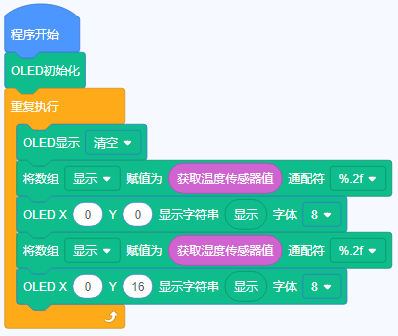 程序开始
OLED初始化
重复执行
OLED显示 清空
将数组 显示 赋值为 获取温度传感器值 通配符 %.2f
OLED X 0 Y 0 显示字符串 显示 字体 8
将数组 显示 赋值为 获取湿度传感器值 通配符 %.2f
OLED X 0 Y 16 显示字符串 显示 字体 8